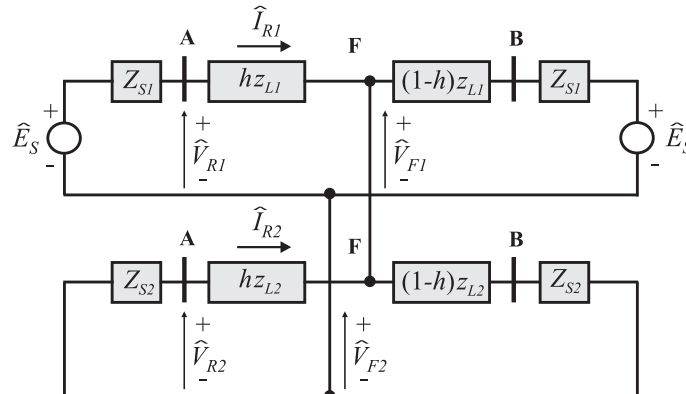 Î_R1
A F B
Z_S1 hz_L1 (1-h)z_L1 Z_S1
+ + + +
Ê_S V̂_R1 V̂_F1 Ê_S
- - - -
Î_R2
A F B
Z_S2 hz_L2 (1-h)z_L2 Z_S2
+ +
V̂_R2 V̂_F2
- -